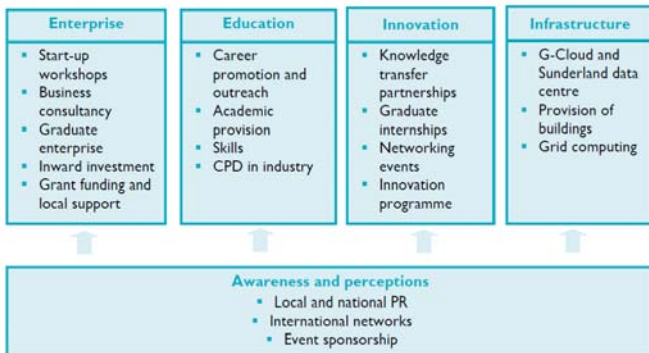 Enterprise
▪ Start-up
workshops
▪ Business
consultancy
▪ Graduate
enterprise
▪ Inward investment
▪ Grant funding and
local support
Education
▪ Career
promotion and
outreach
▪ Academic
provision
▪ Skills
▪ CPD in industry
Innovation
▪ Knowledge
transfer
partnerships
▪ Graduate
internships
▪ Networking
events
▪ Innovation
programme
Infrastructure
▪ G-Cloud and
Sunderland data
centre
▪ Provision of
buildings
▪ Grid computing
Awareness and perceptions
▪ Local and national PR
▪ International networks
▪ Event sponsorship